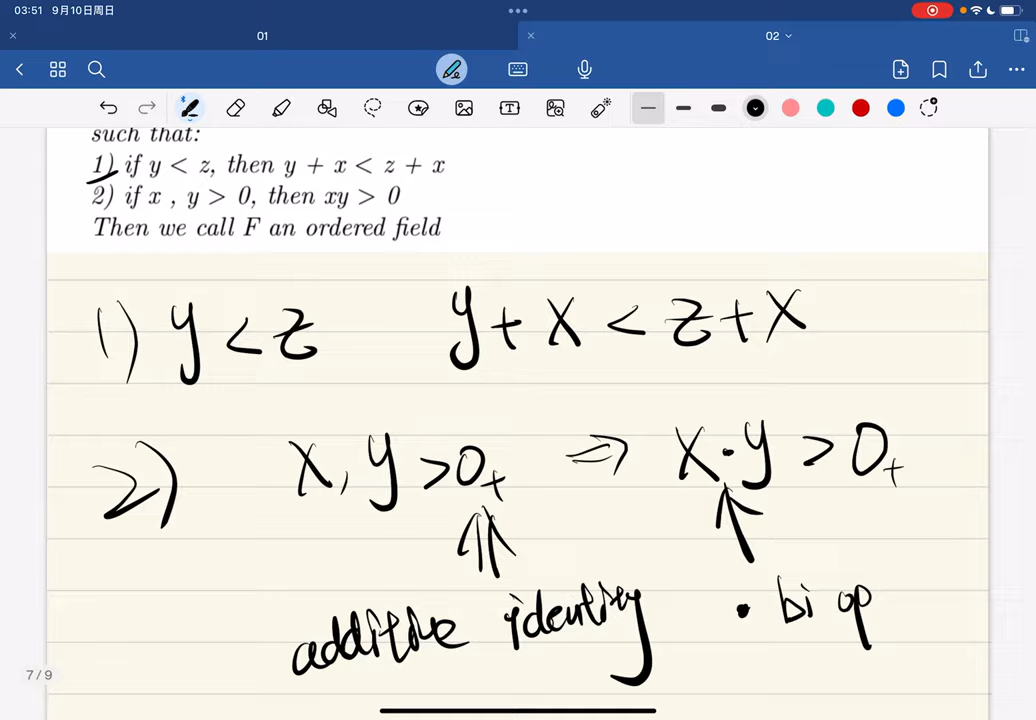 03:51 9月10日周日
01
02
such that:
1) if y < z, then y + x < z + x
2) if x , y > 0, then xy > 0
Then we call F an ordered field
1) y < z y + x < z + x
2) x, y > 0₊ ⇒ x · y > 0₊
additive identity · bi op
7 / 9